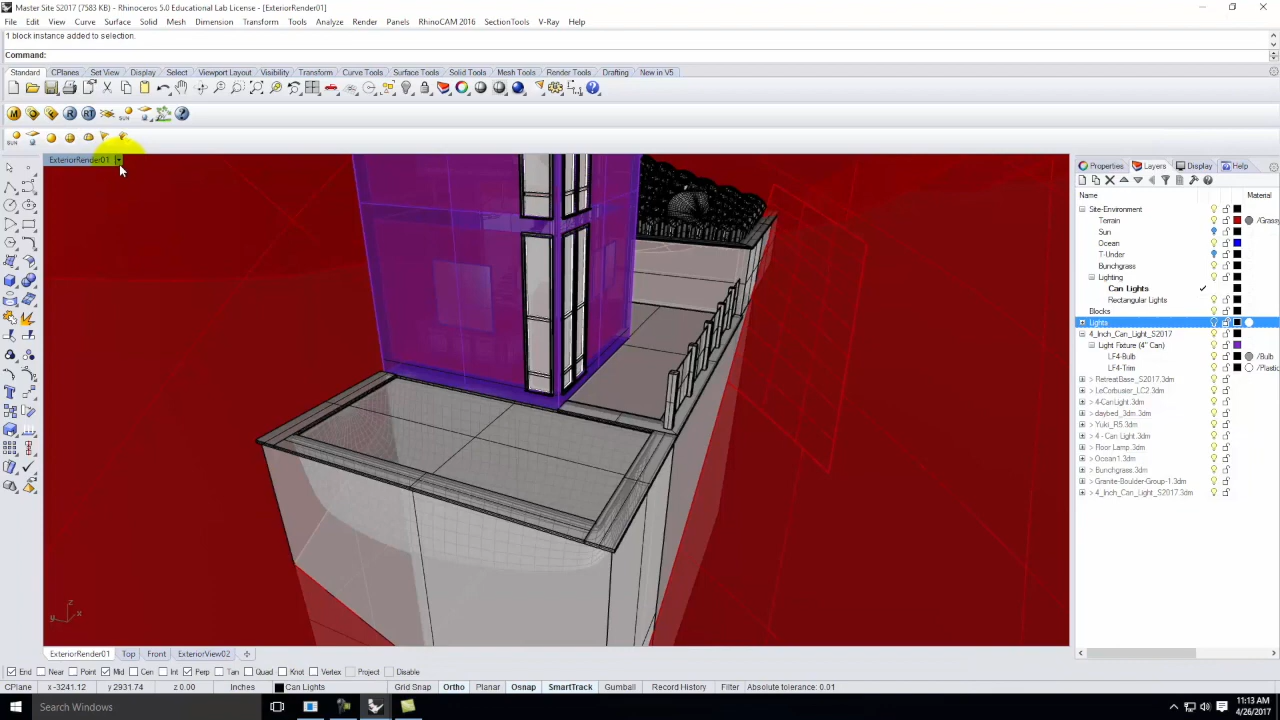 Master Site S2017 (7583 KB) - Rhinoceros 5.0 Educational Lab License - [ExteriorRender01]
File Edit View Curve Surface Solid Mesh Dimension Transform Tools Analyze Render Panels RhinoCAM 2016 SectionTools V-Ray Help
1 block instance added to selection.
Command:
Standard CPlanes Set View Display Select Viewport Layout Visibility Transform Curve Tools Surface Tools Solid Tools Mesh Tools Render Tools Drafting New in V5
M R RT SUN
SUN
ExteriorRender01
Properties Layers Display Help
Name Material
Site-Environment
Terrain /Grassy
Sun
Ocean
T-Under
Bunchgrass
Lighting
Can Lights
Rectangular Lights
Blocks
Lights
4_Inch_Can_Light_S2017
Light Fixture (4" Can)
LF4-Bulb /Bulb
LF4-Trim /Plastic
> RetreatBase_S2017.3dm
> LeCorbusier_LC2.3dm
> 4-CanLight.3dm
> daybed_3dm.3dm
> Yuki_R5.3dm
> 4 - Can Light.3dm
> Floor Lamp.3dm
> Ocean1.3dm
> Bunchgrass.3dm
> Granite-Boulder-Group-1.3dm
> 4_Inch_Can_Light_S2017.3dm
z
y x
ExteriorRender01 Top Front ExteriorView02
End Near Point Mid Cen Int Perp Tan Quad Knot Vertex Project Disable
CPlane x -3241.12 y 2931.74 z 0.00 Inches Can Lights Grid Snap Ortho Planar Osnap SmartTrack Gumball Record History Filter Absolute tolerance: 0.01
Search Windows
11:13 AM
4/26/2017